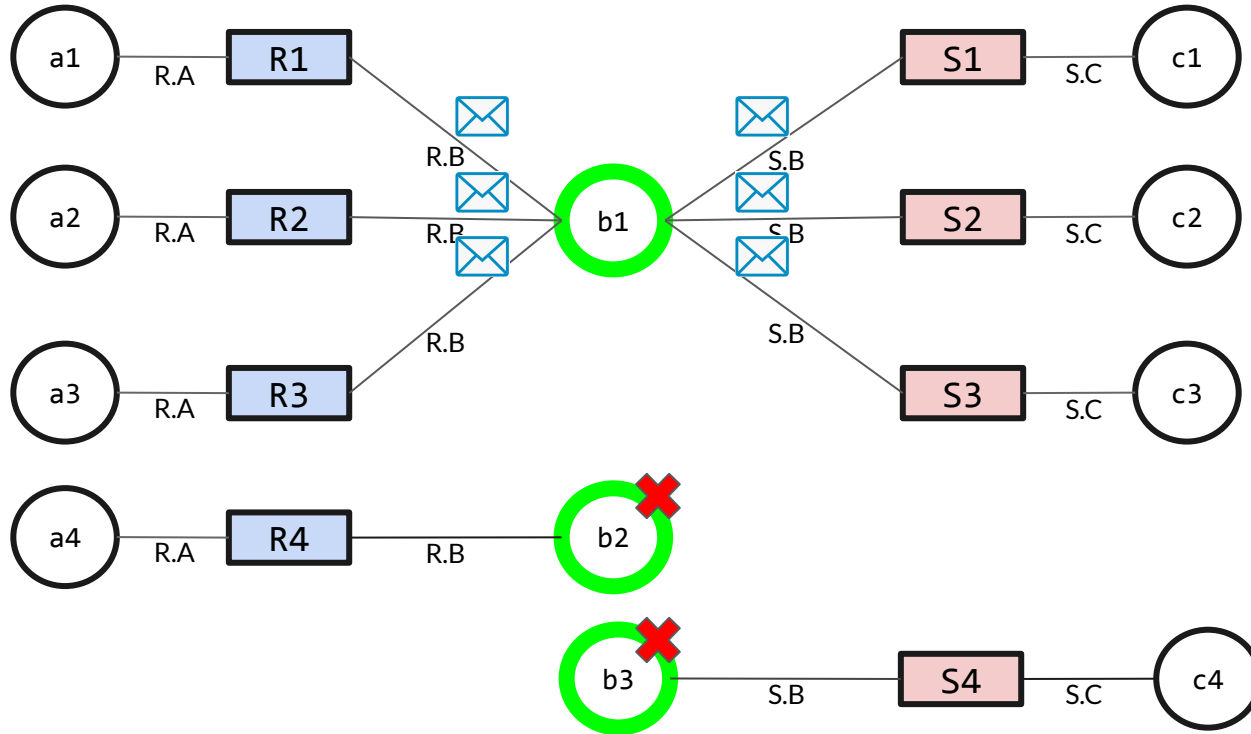 a1 R.A R1 R.B S.B S1 S.C c1
a2 R.A R2 R.B b1 S.B S2 S.C c2
a3 R.A R3 R.B S.B S3 S.C c3
a4 R.A R4 R.B b2
b3 S.B S4 S.C c4